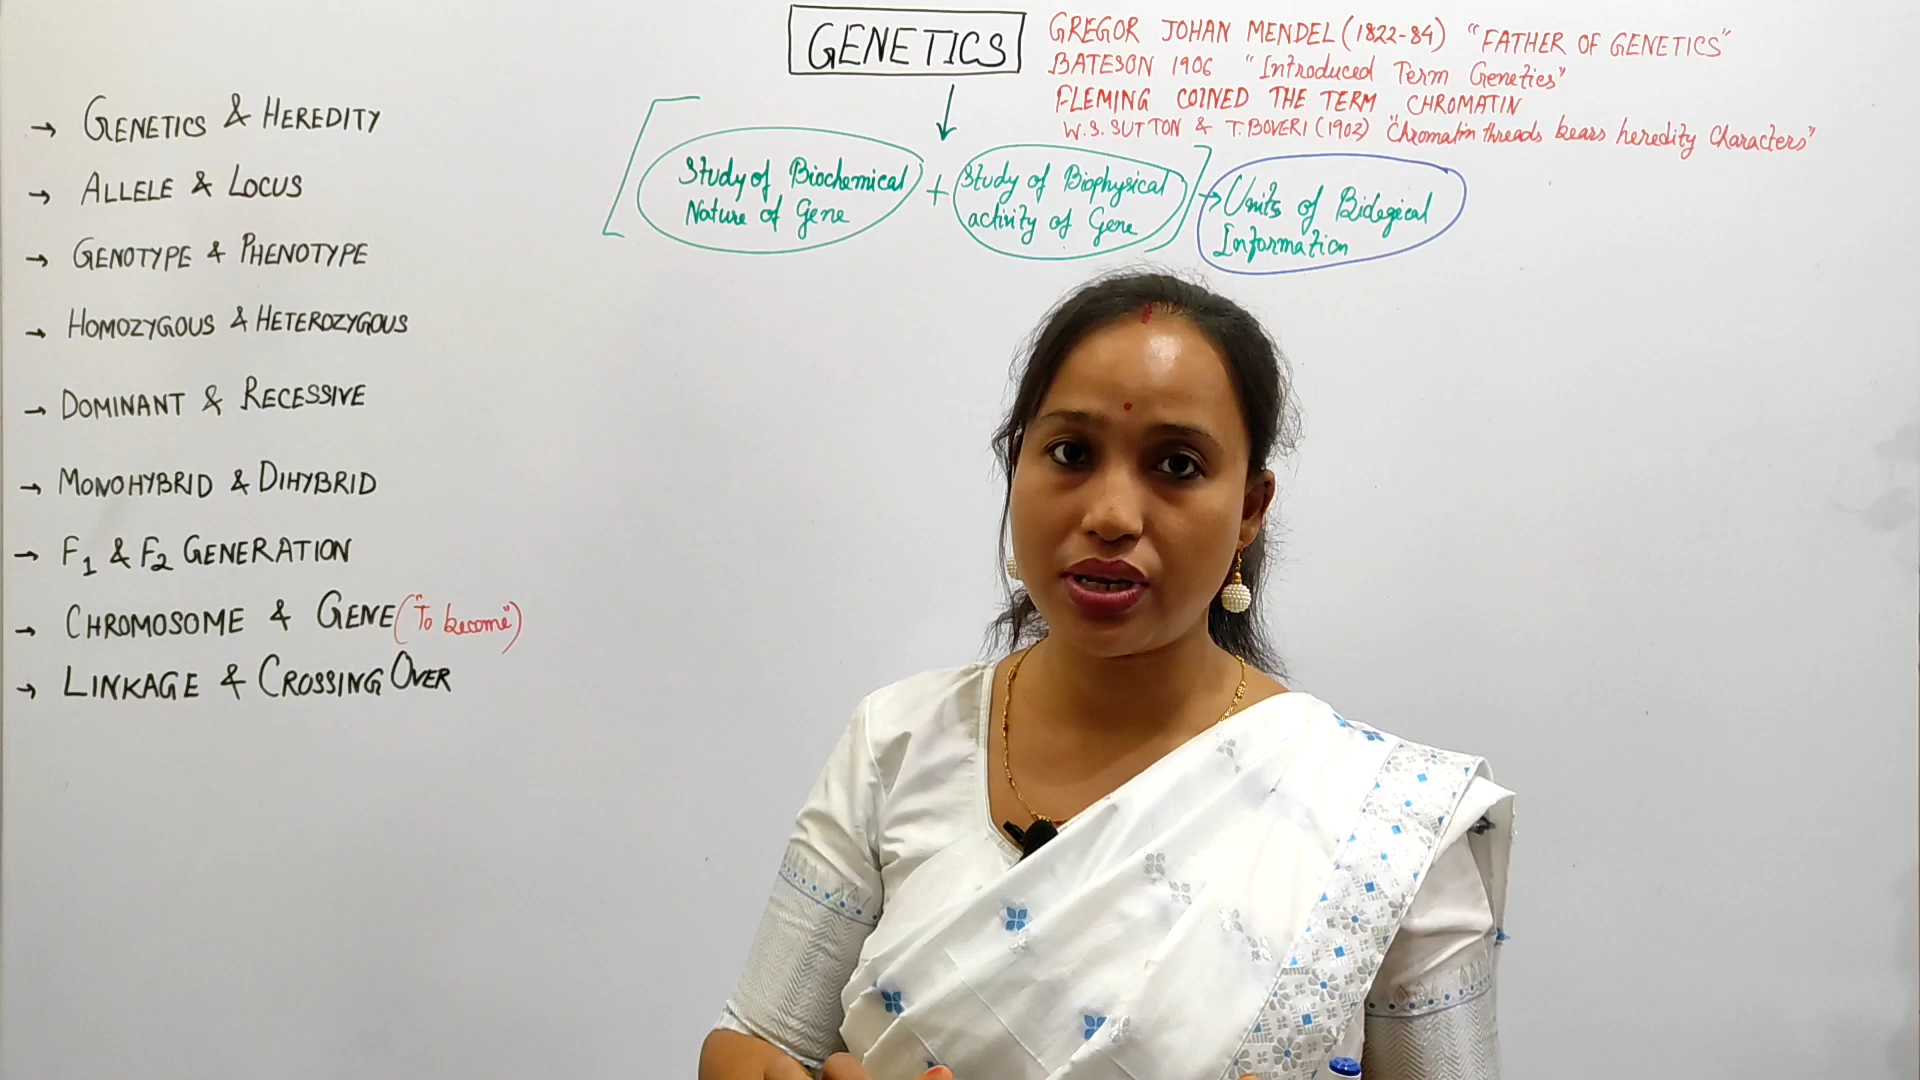 GENETICS
GREGOR JOHAN MENDEL (1822-84) "FATHER OF GENETICS"
BATESON 1906 "Introduced Term Genetics"
FLEMING COINED THE TERM CHROMATIN
W.S. SUTTON & T. BOVERI (1902) "Chromatin threads bears heredity Characters"
Study of Biochemical
Nature of Gene
+
Study of Biophysical
activity of Gene
→ Units of Biological
Information
→ GENETICS & HEREDITY
→ ALLELE & LOCUS
→ GENOTYPE & PHENOTYPE
→ HOMOZYGOUS & HETEROZYGOUS
→ DOMINANT & RECESSIVE
→ MONOHYBRID & DIHYBRID
→ F1 & F2 GENERATION
→ CHROMOSOME & GENE ("To become")
→ LINKAGE & CROSSING OVER